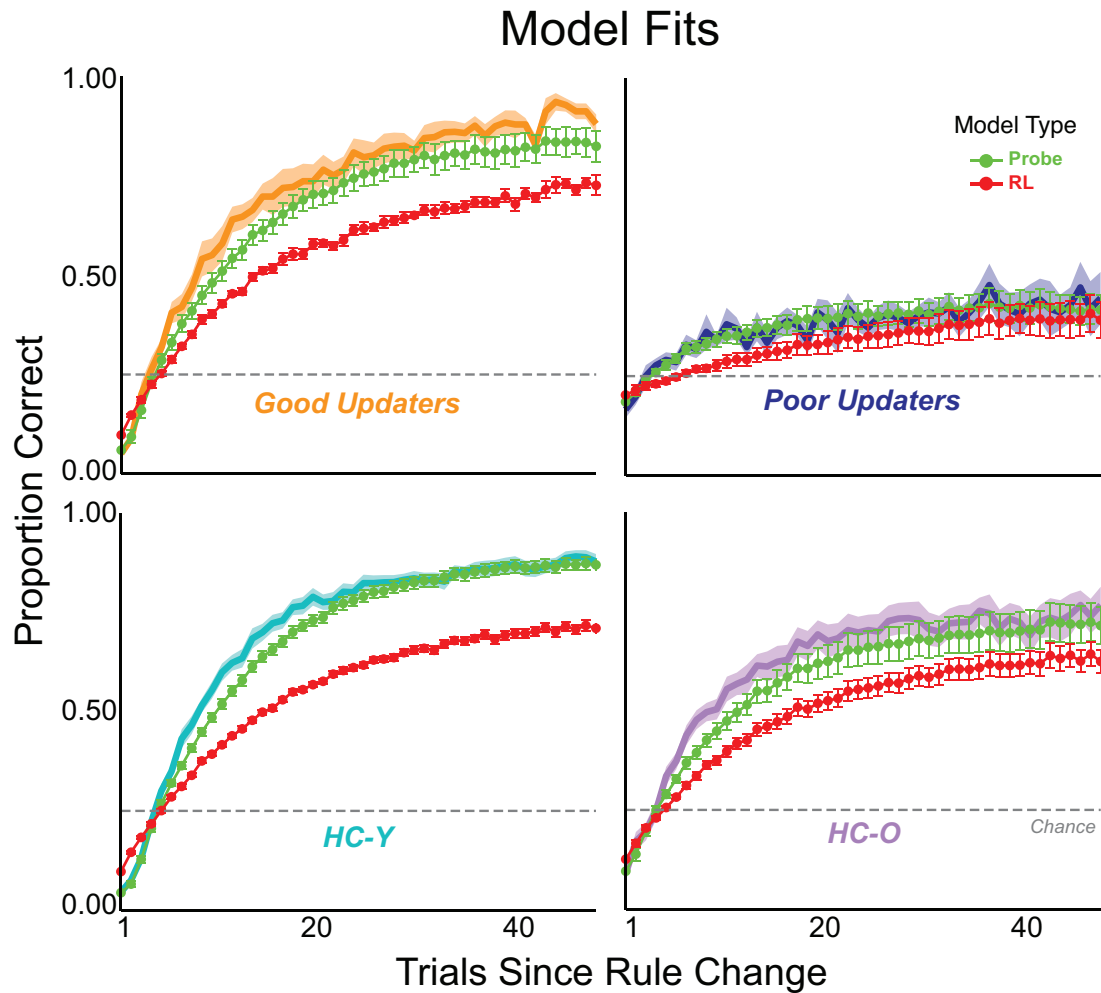 Model Fits
1.00
Model Type
Probe
RL
0.50
Good Updaters
Poor Updaters
0.00
Proportion Correct
1.00
0.50
HC-Y
HC-O
Chance
0.00
1
20
40
1
20
40
Trials Since Rule Change